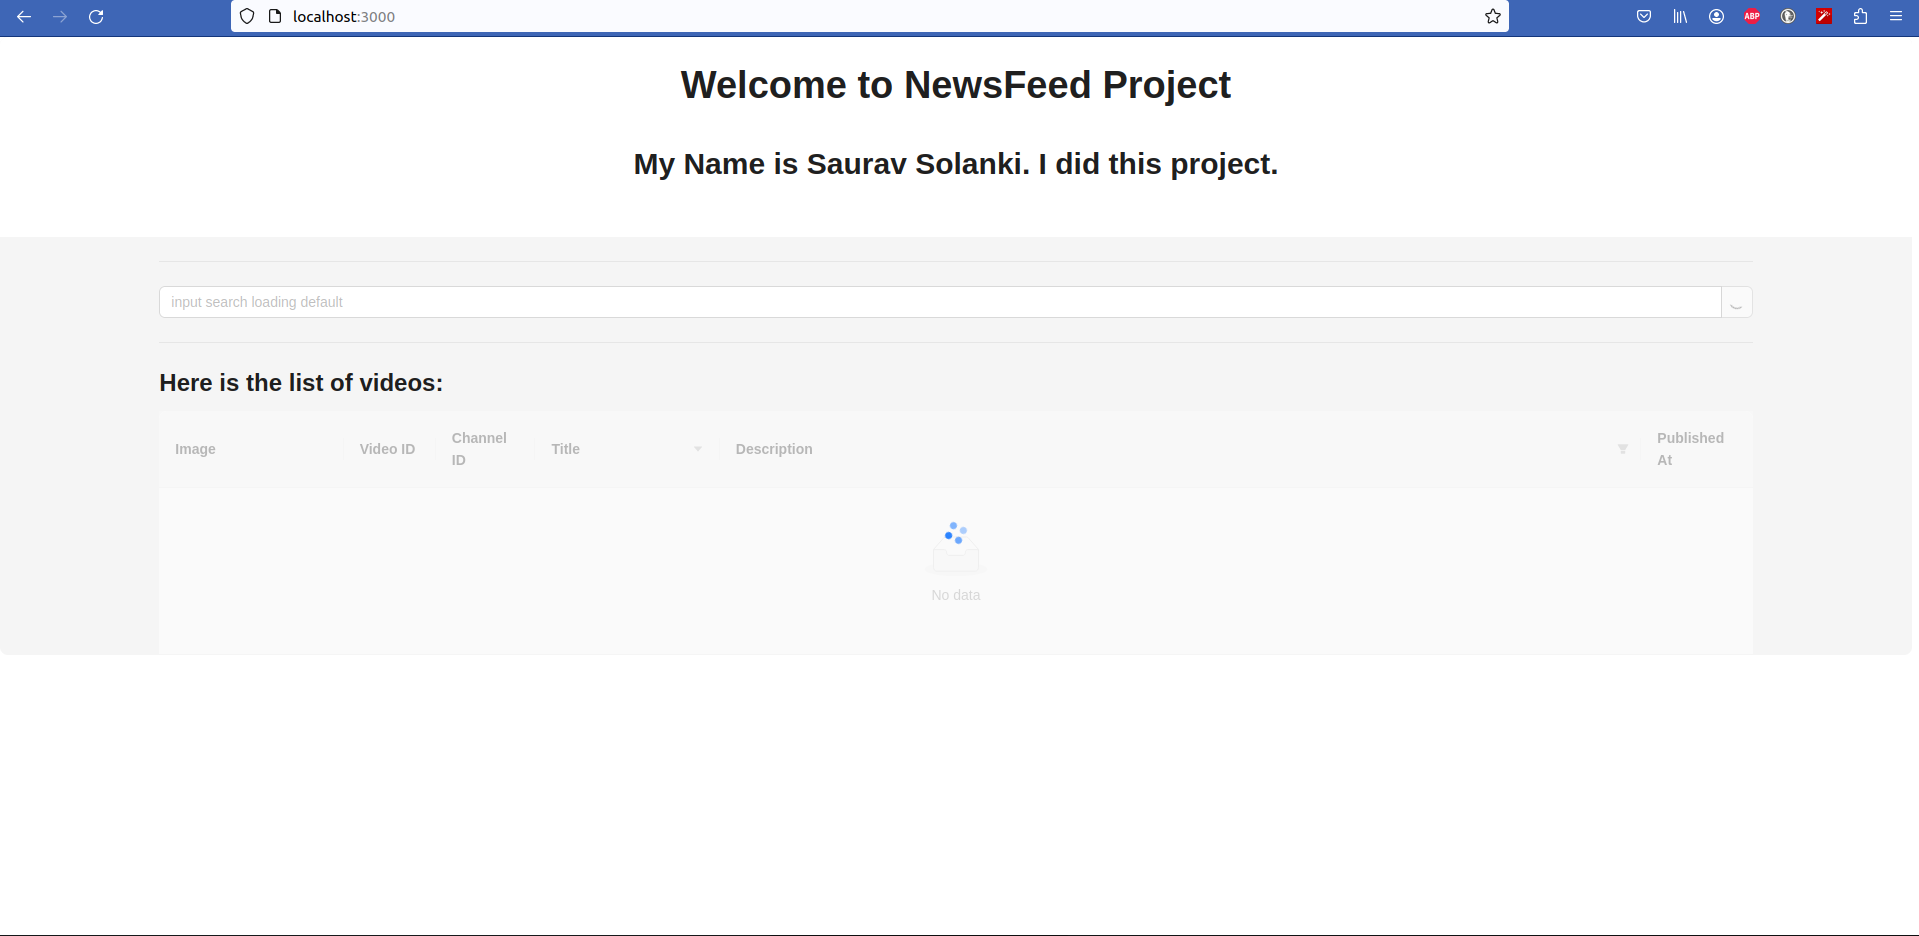 localhost:3000
ABP
Welcome to NewsFeed Project
My Name is Saurav Solanki. I did this project.
input search loading default
Here is the list of videos:
Image Video ID Channel ID Title Description Published At
No data